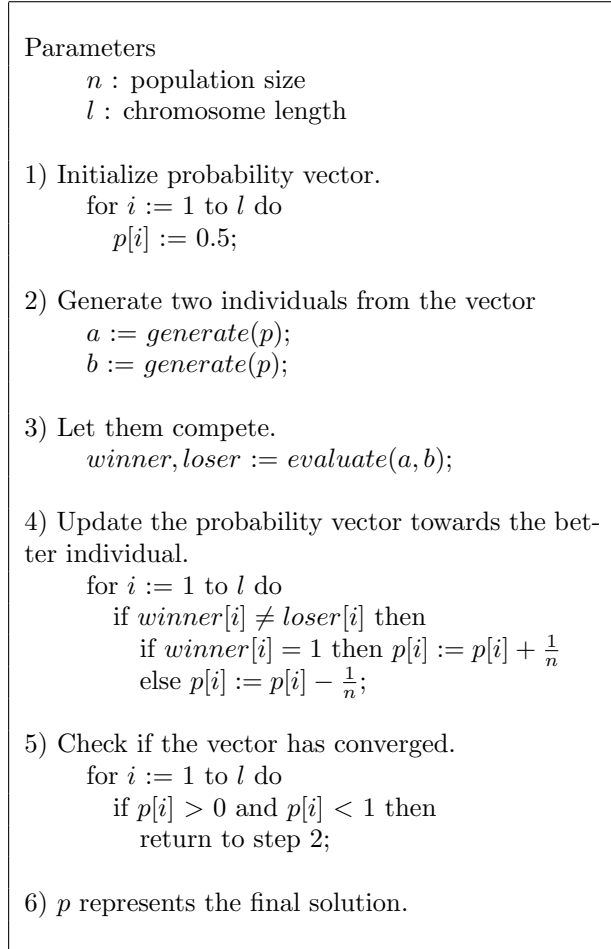 Parameters
n : population size
l : chromosome length
1) Initialize probability vector.
for i := 1 to l do
p[i] := 0.5;
2) Generate two individuals from the vector
a := generate(p);
b := generate(p);
3) Let them compete.
winner, loser := evaluate(a, b);
4) Update the probability vector towards the bet-
ter individual.
for i := 1 to l do
if winner[i] ≠ loser[i] then
if winner[i] = 1 then p[i] := p[i] + 1/n
else p[i] := p[i] − 1/n;
5) Check if the vector has converged.
for i := 1 to l do
if p[i] > 0 and p[i] < 1 then
return to step 2;
6) p represents the final solution.